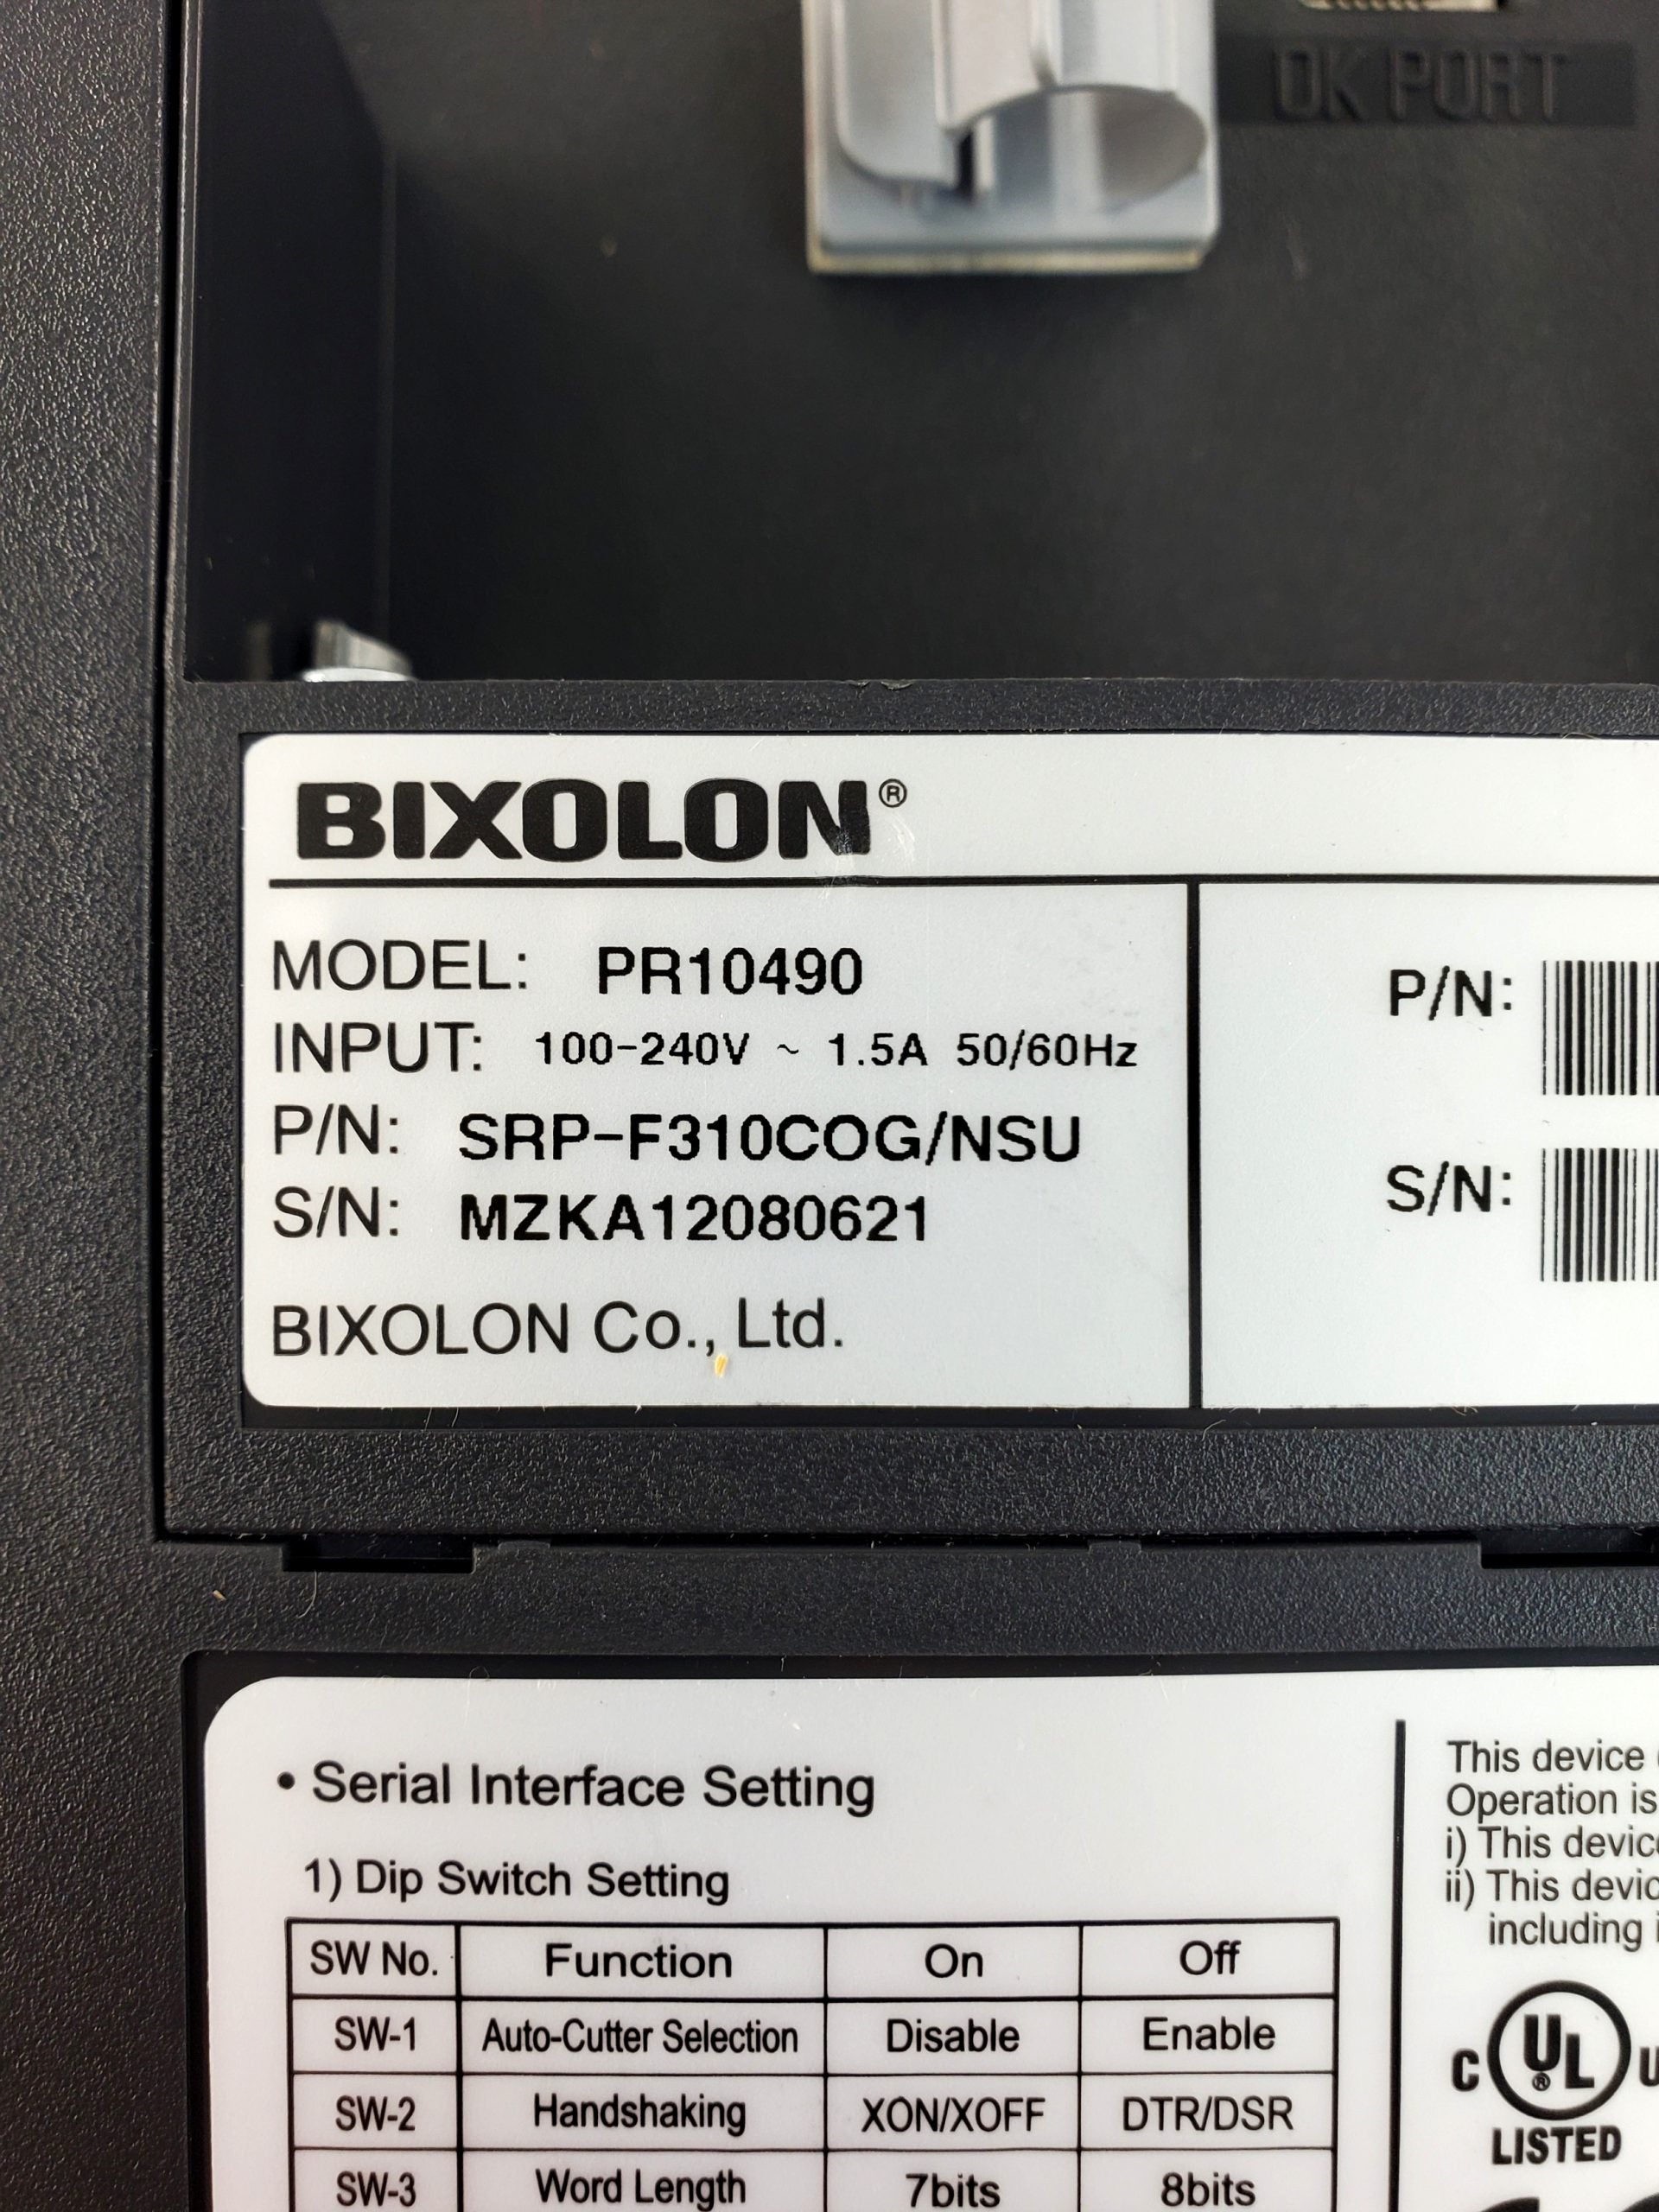 DK PORT
BIXOLON®
MODEL: PR10490
INPUT: 100-240V ~ 1.5A 50/60Hz
P/N: SRP-F310COG/NSU
S/N: MZKA12080621
BIXOLON Co., Ltd.
P/N:
S/N:
• Serial Interface Setting
1) Dip Switch Setting
SW No. Function On Off
SW-1 Auto-Cutter Selection Disable Enable
SW-2 Handshaking XON/XOFF DTR/DSR
SW-3 Word Length 7bits 8bits
This device
Operation is
i) This device
ii) This devic
including i
C UL® U
LISTED